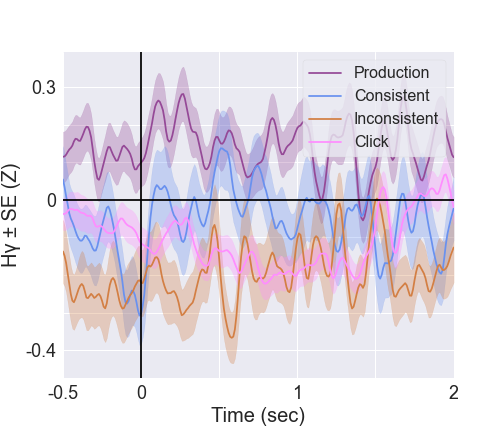 Production
Consistent
Inconsistent
Click
0.3
0
-0.4
Hγ ± SE (Z)
-0.5
0
1
2
Time (sec)